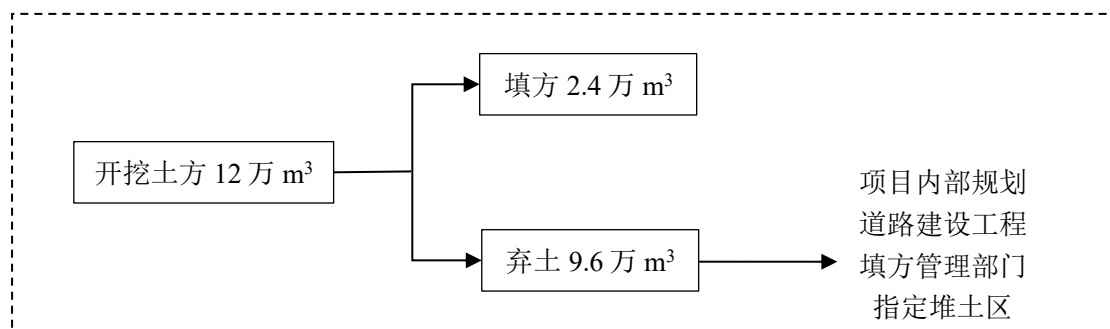 填方 2.4 万 m³
开挖土方 12 万 m³
弃土 9.6 万 m³
项目内部规划
道路建设工程
填方管理部门
指定堆土区